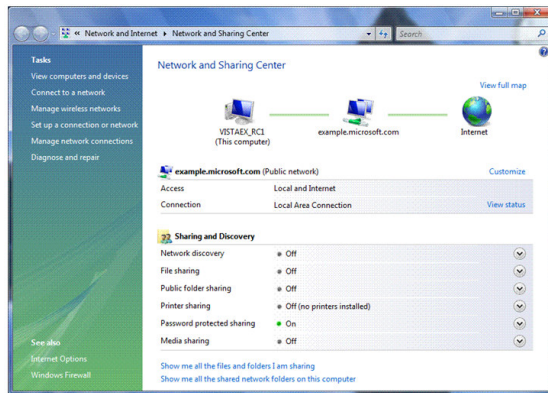 « Network and Internet ▸ Network and Sharing Center
Search
Tasks
View computers and devices
Connect to a network
Manage wireless networks
Set up a connection or network
Manage network connections
Diagnose and repair
See also
Internet Options
Windows Firewall
Network and Sharing Center
View full map
VISTAEX_RC1
(This computer)
example.microsoft.com
Internet
example.microsoft.com (Public network)
Customize
Access Local and Internet
Connection Local Area Connection View status
Sharing and Discovery
Network discovery Off
File sharing Off
Public folder sharing Off
Printer sharing Off (no printers installed)
Password protected sharing On
Media sharing Off
Show me all the files and folders I am sharing
Show me all the shared network folders on this computer